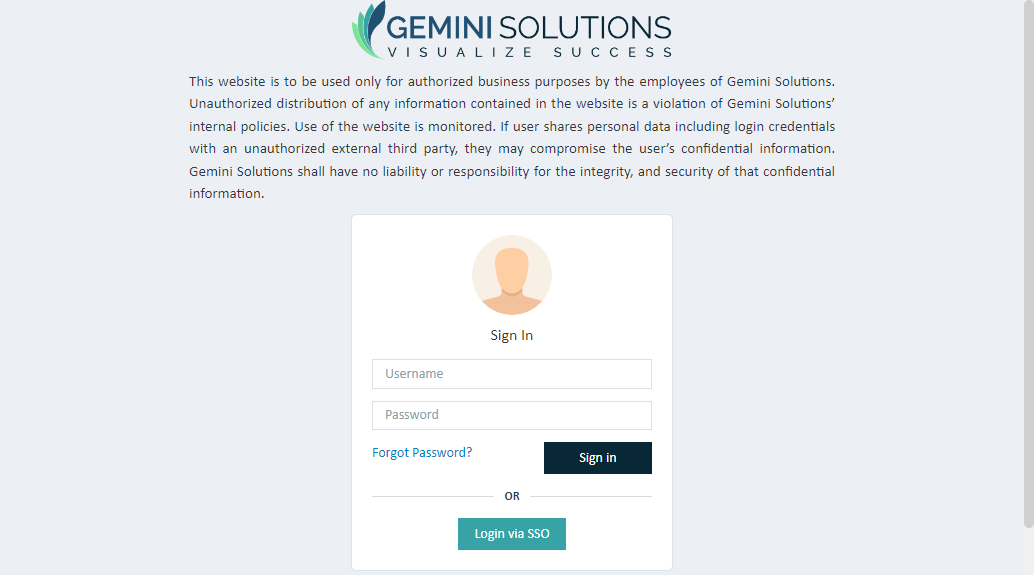 GEMINI SOLUTIONS
VISUALIZE SUCCESS
This website is to be used only for authorized business purposes by the employees of Gemini Solutions.
Unauthorized distribution of any information contained in the website is a violation of Gemini Solutions’
internal policies. Use of the website is monitored. If user shares personal data including login credentials
with an unauthorized external third party, they may compromise the user’s confidential information.
Gemini Solutions shall have no liability or responsibility for the integrity, and security of that confidential
information.
Sign In
Username
Password
Forgot Password?
Sign in
OR
Login via SSO